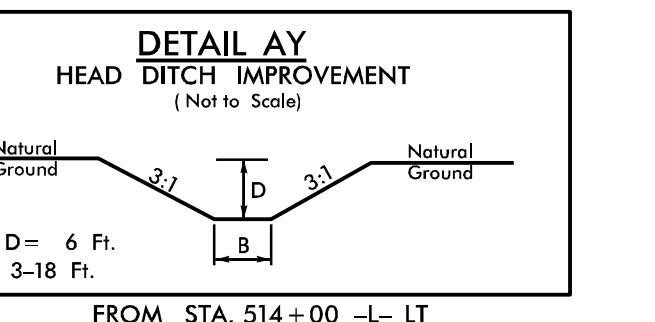 DETAIL AY
HEAD DITCH IMPROVEMENT
( Not to Scale)
Natural
Ground
3:1
D
3:1
Natural
Ground
B
D= 6 Ft.
3-18 Ft.
FROM STA. 514+00 -L- LT